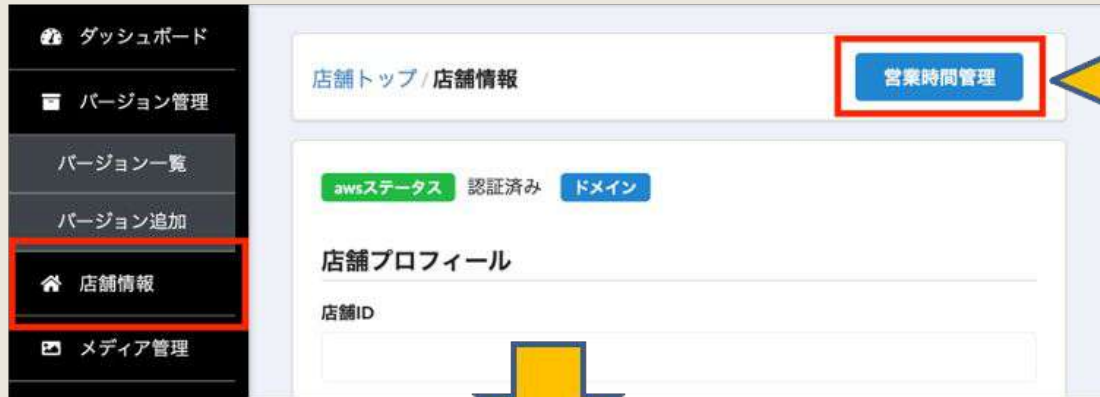 ダッシュボード
バージョン管理
バージョン一覧
バージョン追加
店舗情報
メディア管理
店舗トップ / 店舗情報
営業時間管理
awsステータス 認証済み ドメイン
店舗プロフィール
店舗ID